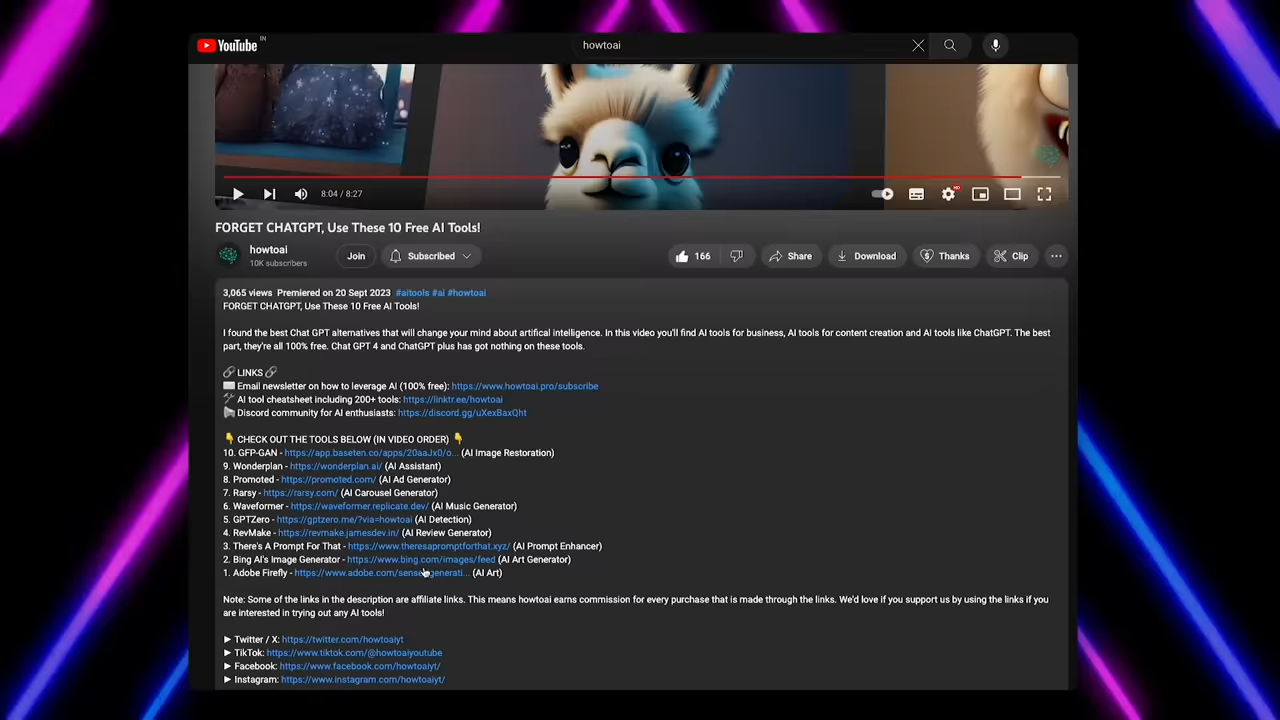 YouTube IN
howtoai
8:04 / 8:27
HD
FORGET CHATGPT, Use These 10 Free AI Tools!
howtoai
10K subscribers
Join
Subscribed
166
Share
Download
Thanks
Clip
3,065 views Premiered on 20 Sept 2023 #aitools #ai #howtoai
FORGET CHATGPT, Use These 10 Free AI Tools!
I found the best Chat GPT alternatives that will change your mind about artifical intelligence. In this video you'll find AI tools for business, AI tools for content creation and AI tools like ChatGPT. The best
part, they're all 100% free. Chat GPT 4 and ChatGPT plus has got nothing on these tools.
🔗 LINKS 🔗
Email newsletter on how to leverage AI (100% free): https://www.howtoai.pro/subscribe
AI tool cheatsheet including 200+ tools: https://linktr.ee/howtoai
Discord community for AI enthusiasts: https://discord.gg/uXexBaxQht
👇 CHECK OUT THE TOOLS BELOW (IN VIDEO ORDER) 👇
10. GFP-GAN - https://app.baseten.co/apps/20aaJx0/o... (AI Image Restoration)
9. Wonderplan - https://wonderplan.ai/ (AI Assistant)
8. Promoted - https://promoted.com/ (AI Ad Generator)
7. Rarsy - https://rarsy.com/ (AI Carousel Generator)
6. Waveformer - https://waveformer.replicate.dev/ (AI Music Generator)
5. GPTZero - https://gptzero.me/?via=howtoai (AI Detection)
4. RevMake - https://revmake.jamesdev.in/ (AI Review Generator)
3. There's A Prompt For That - https://www.theresapromptforthat.xyz/ (AI Prompt Enhancer)
2. Bing AI's Image Generator - https://www.bing.com/images/feed (AI Art Generator)
1. Adobe Firefly - https://www.adobe.com/sensei/generati... (AI Art)
Note: Some of the links in the description are affiliate links. This means howtoai earns commission for every purchase that is made through the links. We'd love if you support us by using the links if you
are interested in trying out any AI tools!
► Twitter / X: https://twitter.com/howtoaiyt
► TikTok: https://www.tiktok.com/@howtoaiyoutube
► Facebook: https://www.facebook.com/howtoaiyt/
► Instagram: https://www.instagram.com/howtoaiyt/